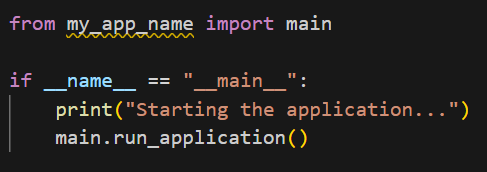 from my_app_name import main
if __name__ == "__main__":
print("Starting the application...")
main.run_application()